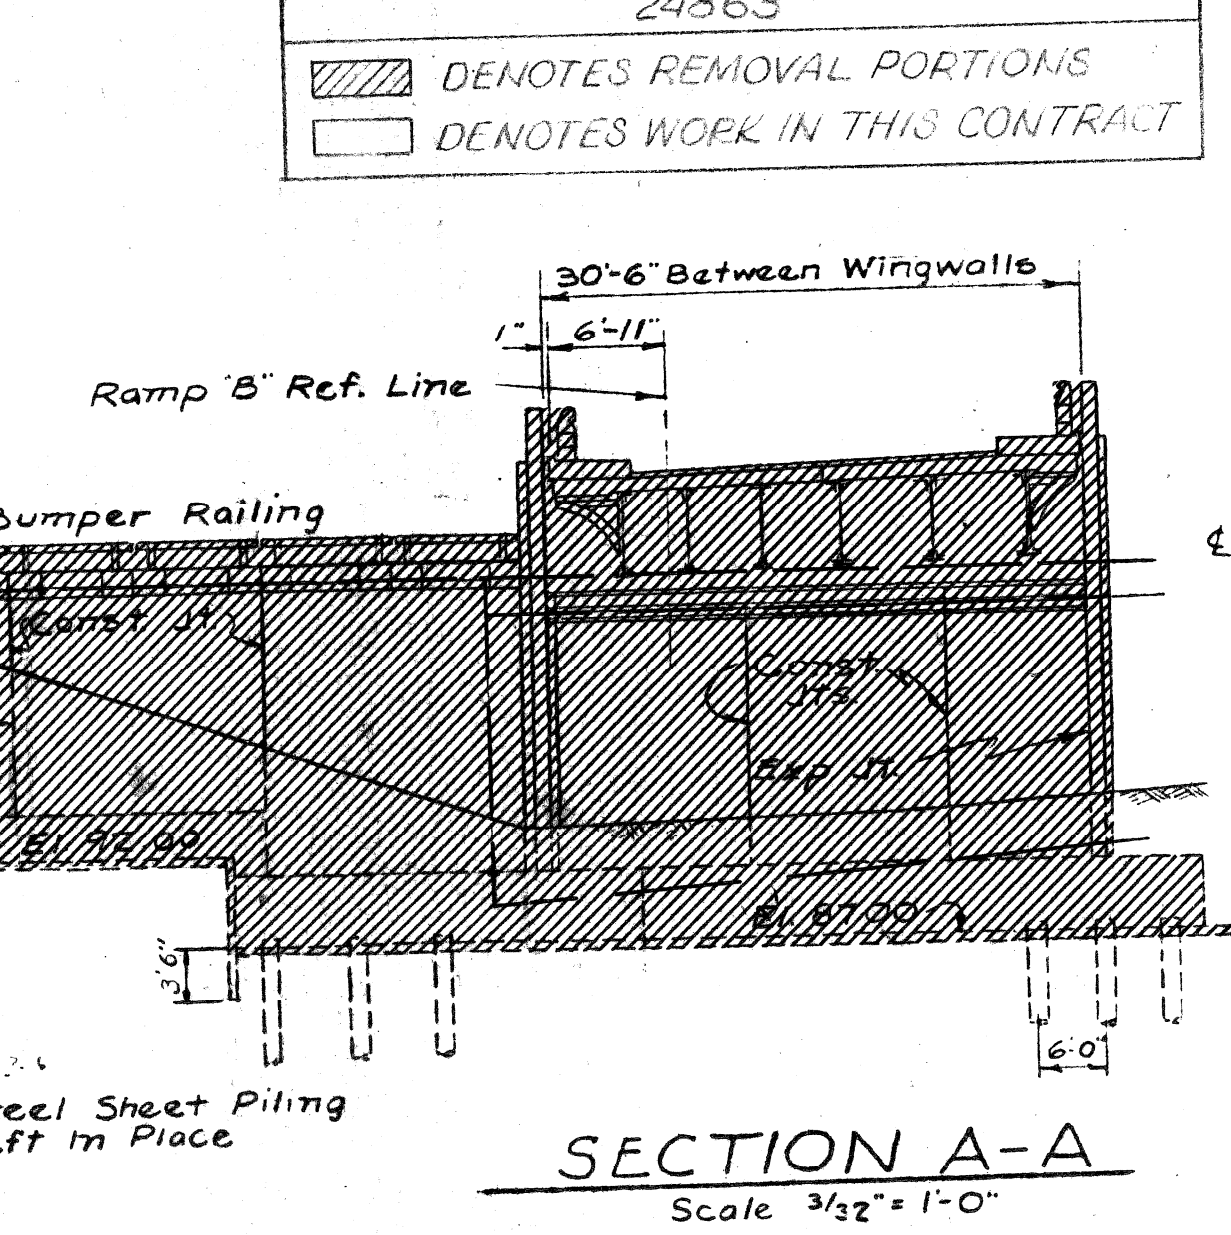 24863
DENOTES REMOVAL PORTIONS
DENOTES WORK IN THIS CONTRACT
30'-6" Between Wingwalls
1" 6'-11"
Ramp "B" Ref. Line
Bumper Railing
℄
Const. Jt.
Const.
Jts.
Exp Jt.
El. 92.00
El. 87.00
3'6"
6'-0"
Sheet Piling
In Place
SECTION A-A
Scale 3/32" = 1'-0"